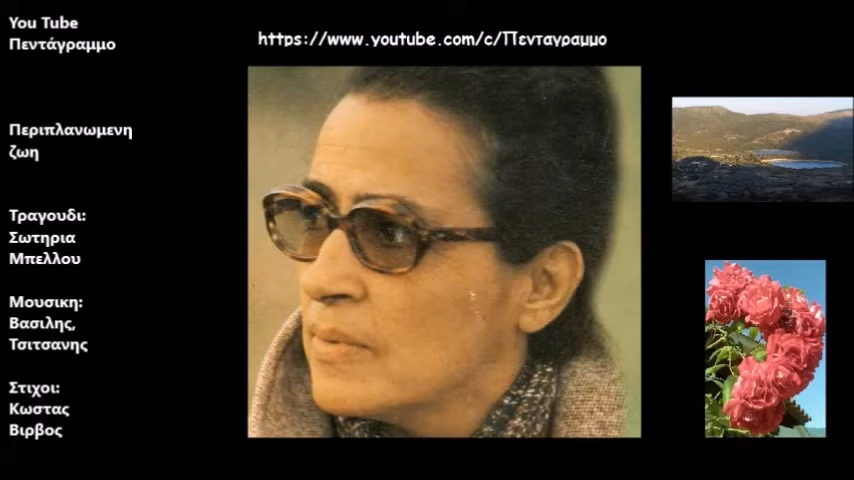 You Tube
Πεντάγραμμο
https://www.youtube.com/c/Πενταγραμμο
Περιπλανωμενη
ζωη
Τραγουδι:
Σωτηρια
Μπελλου
Μουσικη:
Βασιλης,
Τσιτσανης
Στιχοι:
Κωστας
Βιρβος